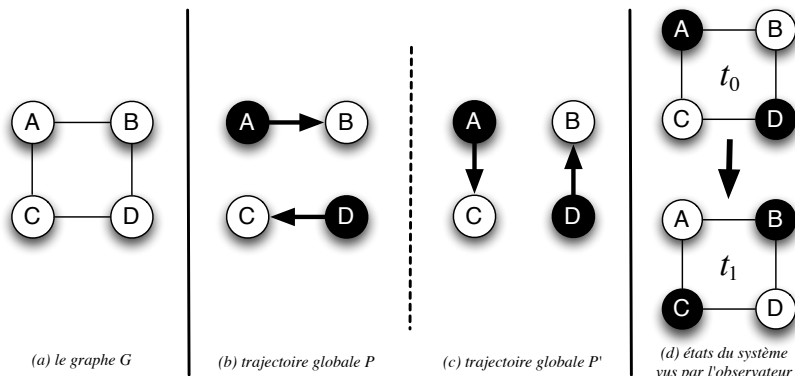 A B
C D
(a) le graphe G
A B
C D
(b) trajectoire globale P
A B
C D
(c) trajectoire globale P'
A B
t0
C D
A B
t1
C D
(d) états du système
vus par l'observateur